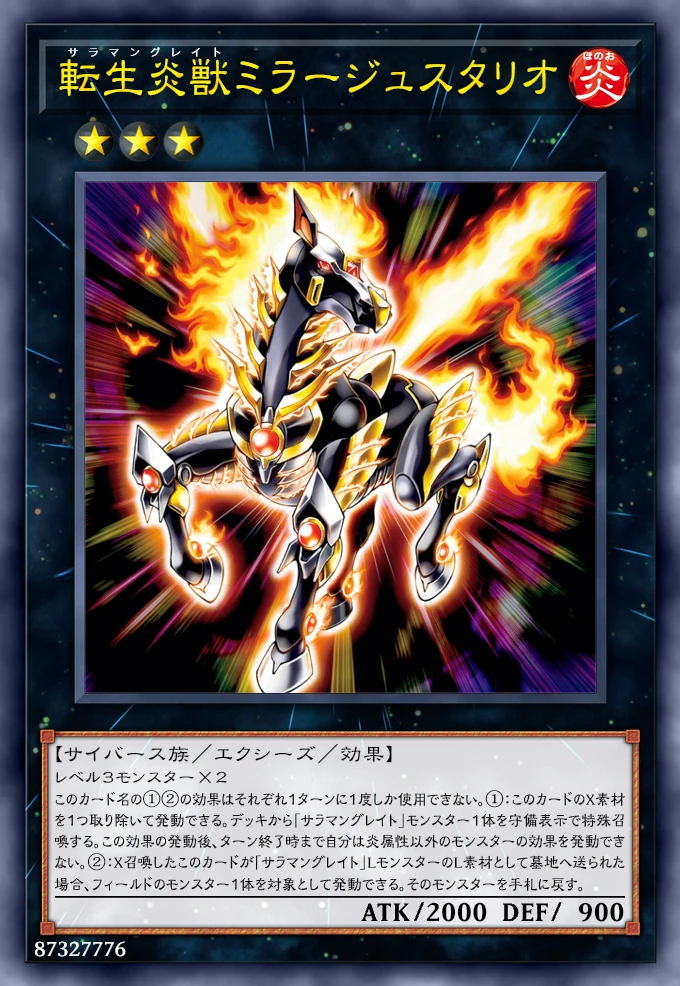 サラマングレイト
転生炎獣ミラージュスタリオ
ほのお
炎
【サイバース族／エクシーズ／効果】
レベル３モンスター×２
このカード名の①②の効果はそれぞれ1ターンに1度しか使用できない。①：このカードのX素材
を1つ取り除いて発動できる。デッキから「サラマングレイト」モンスター1体を守備表示で特殊召
喚する。この効果の発動後、ターン終了時まで自分は炎属性以外のモンスターの効果を発動でき
ない。②：X召喚したこのカードが「サラマングレイト」LモンスターのL素材として墓地へ送られた
場合、フィールドのモンスター1体を対象として発動できる。そのモンスターを手札に戻す。
ATK/2000 DEF/ 900
87327776